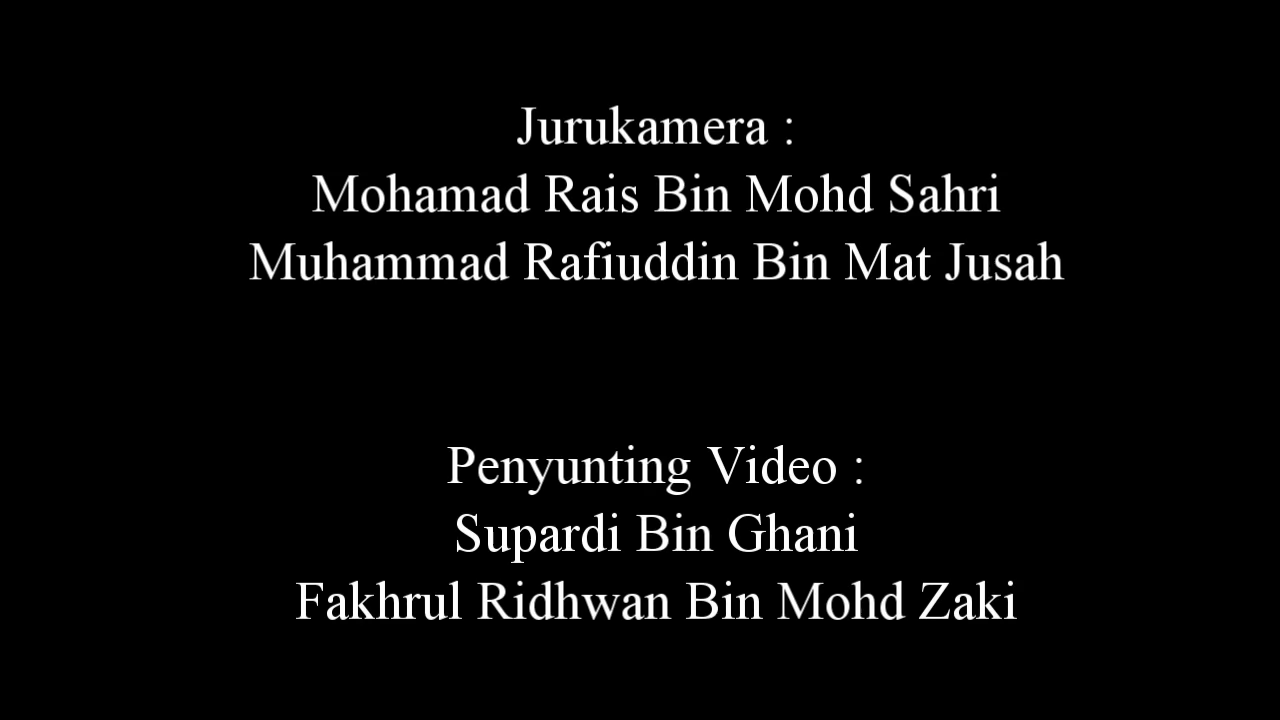 Jurukamera :
Mohamad Rais Bin Mohd Sahri
Muhammad Rafiuddin Bin Mat Jusah
Penyunting Video :
Supardi Bin Ghani
Fakhrul Ridhwan Bin Mohd Zaki